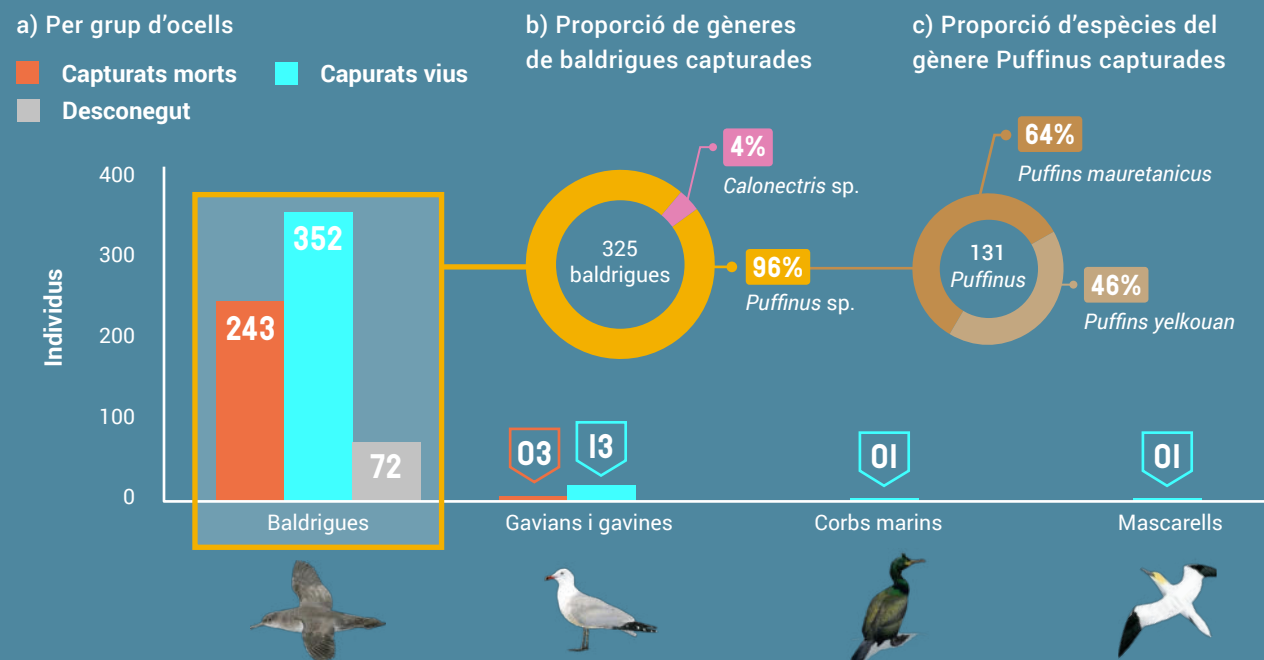 a) Per grup d'ocells
Capturats morts
Capurats vius
Desconegut
b) Proporció de gèneres
de baldrigues capturades
c) Proporció d'espècies del
gènere Puffinus capturades
Individus
400
300
200
100
0
243
352
72
03
13
01
01
Baldrigues
Gavians i gavines
Corbs marins
Mascarells
325
baldrigues
4%
Calonectris sp.
96%
Puffinus sp.
131
Puffinus
64%
Puffins mauretanicus
46%
Puffins yelkouan